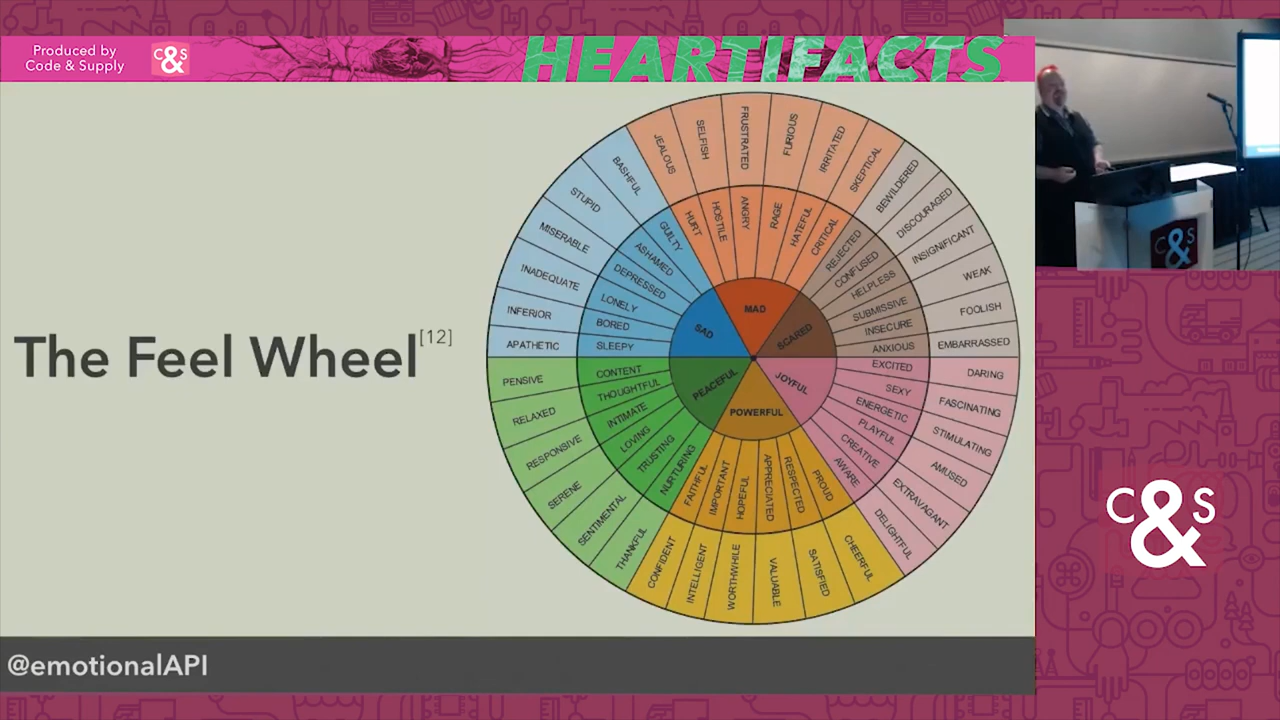 Produced by
Code & Supply
C&S
HEARTIFACTS
The Feel Wheel[12]
MAD
SCARED
JOYFUL
POWERFUL
PEACEFUL
SAD
HURT
HOSTILE
ANGRY
RAGE
HATEFUL
CRITICAL
REJECTED
CONFUSED
HELPLESS
SUBMISSIVE
INSECURE
ANXIOUS
EXCITED
SEXY
ENERGETIC
PLAYFUL
CREATIVE
AWARE
PROUD
RESPECTED
APPRECIATED
HOPEFUL
IMPORTANT
FAITHFUL
NURTURING
TRUSTING
LOVING
INTIMATE
THOUGHTFUL
CONTENT
SLEEPY
BORED
LONELY
DEPRESSED
ASHAMED
GUILTY
JEALOUS
SELFISH
FRUSTRATED
FURIOUS
IRRITATED
SKEPTICAL
BEWILDERED
DISCOURAGED
INSIGNIFICANT
WEAK
FOOLISH
EMBARRASSED
DARING
FASCINATING
STIMULATING
AMUSED
EXTRAVAGANT
DELIGHTFUL
CHEERFUL
SATISFIED
VALUABLE
WORTHWHILE
INTELLIGENT
CONFIDENT
THANKFUL
SENTIMENTAL
SERENE
RESPONSIVE
RELAXED
PENSIVE
APATHETIC
INFERIOR
INADEQUATE
MISERABLE
STUPID
BASHFUL
@emotionalAPI
C&S
C&S